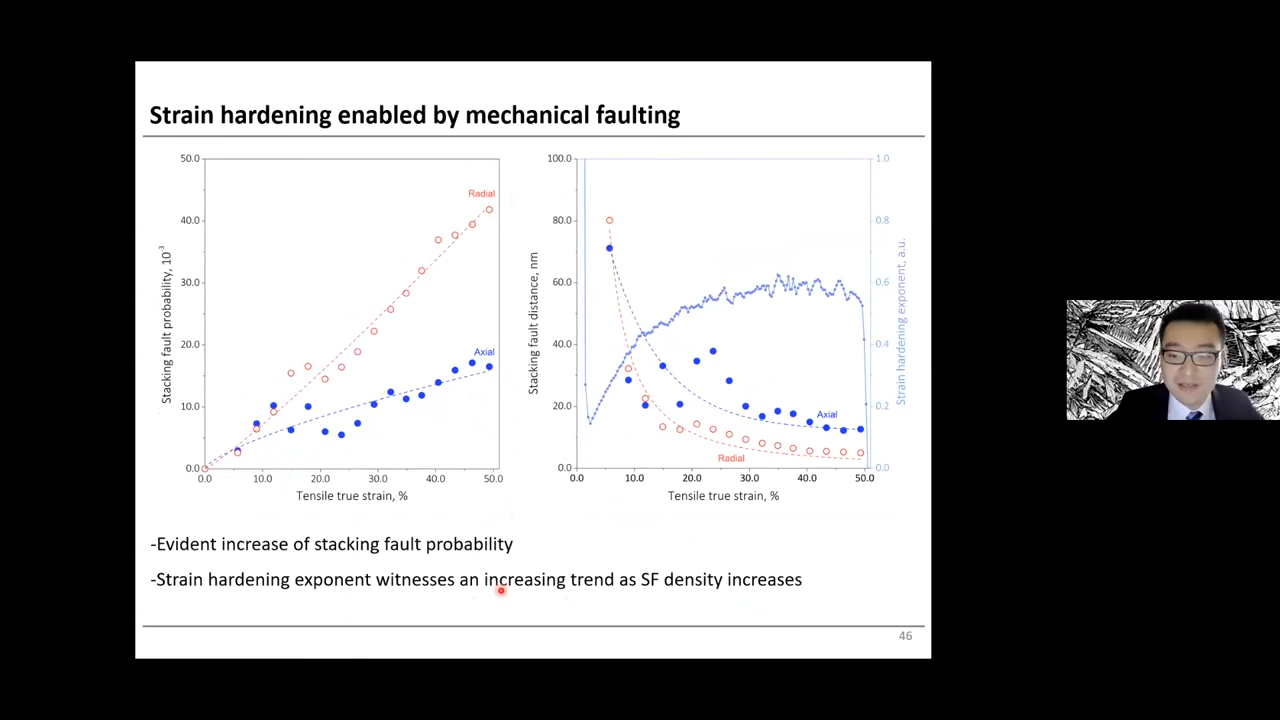 Strain hardening enabled by mechanical faulting
50.0
40.0
30.0
20.0
10.0
0.0
Stacking fault probability, 10⁻³
Radial
Axial
0.0 10.0 20.0 30.0 40.0 50.0
Tensile true strain, %
100.0
80.0
60.0
40.0
20.0
0.0
Stacking fault distance, nm
Axial
Radial
1.0
0.8
0.6
0.4
0.2
0.0
Strain hardening exponent, a.u.
0.0 10.0 20.0 30.0 40.0 50.0
Tensile true strain, %
-Evident increase of stacking fault probability
-Strain hardening exponent witnesses an increasing trend as SF density increases
46